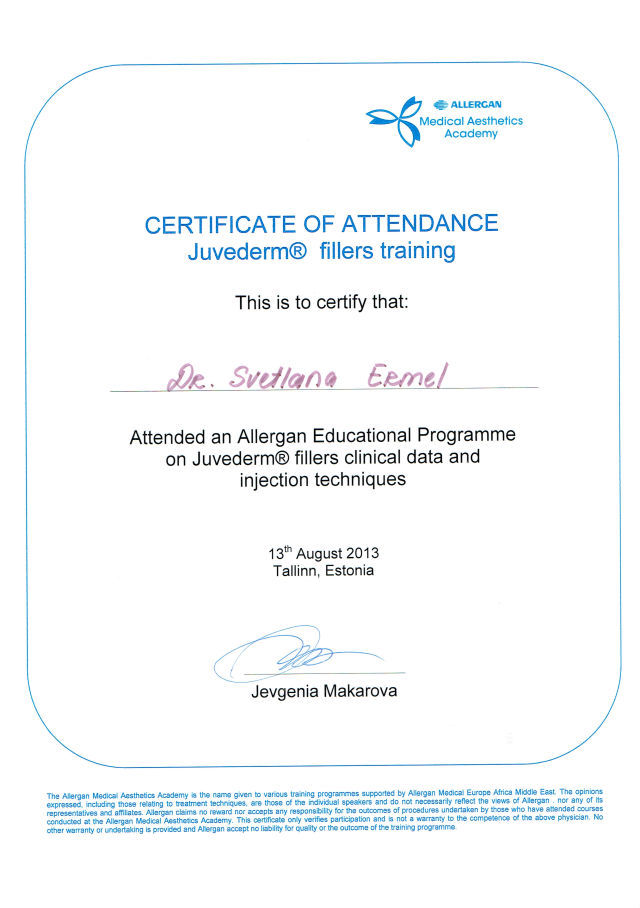 ALLERGAN
Medical Aesthetics
Academy
CERTIFICATE OF ATTENDANCE
Juvederm® fillers training
This is to certify that:
Dr. Svetlana Ermel
Attended an Allergan Educational Programme
on Juvederm® fillers clinical data and
injection techniques
13th August 2013
Tallinn, Estonia
Jevgenia Makarova
The Allergan Medical Aesthetics Academy is the name given to various training programmes supported by Allergan Medical Europe Africa Middle East. The opinions
expressed, including those relating to treatment techniques, are those of the individual speakers and do not necessarily reflect the views of Allergan . nor any of its
representatives and affiliates. Allergan claims no reward nor accepts any responsibility for the outcomes of procedures undertaken by those who have attended courses
conducted at the Allergan Medical Aesthetics Academy. This certificate only verifies participation and is not a warranty to the competence of the above physician. No
other warranty or undertaking is provided and Allergan accept no liability for quality or the outcome of the training programme.